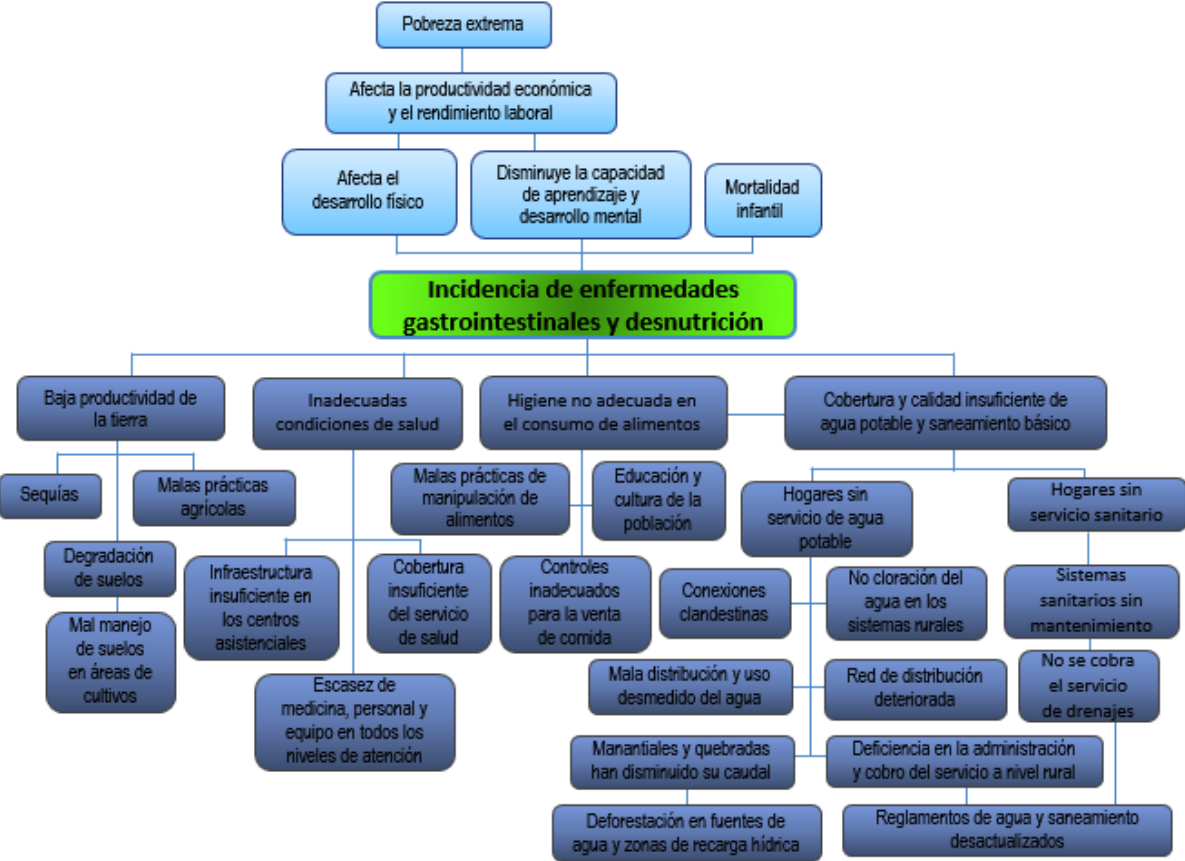 Pobreza extrema
Afecta la productividad económica
y el rendimiento laboral
Afecta el
desarrollo físico
Disminuye la capacidad
de aprendizaje y
desarrollo mental
Mortalidad
infantil
Incidencia de enfermedades
gastrointestinales y desnutrición
Baja productividad de
la tierra
Inadecuadas
condiciones de salud
Higiene no adecuada en
el consumo de alimentos
Cobertura y calidad insuficiente de
agua potable y saneamiento básico
Sequías
Malas prácticas
agrícolas
Degradación
de suelos
Mal manejo
de suelos
en áreas de
cultivos
Infraestructura
insuficiente en
los centros
asistenciales
Cobertura
insuficiente
del servicio
de salud
Escasez de
medicina, personal y
equipo en todos los
niveles de atención
Malas prácticas de
manipulación de
alimentos
Educación y
cultura de la
población
Controles
inadecuados
para la venta
de comida
Hogares sin
servicio de agua
potable
Hogares sin
servicio sanitario
Conexiones
clandestinas
No cloración del
agua en los
sistemas rurales
Sistemas
sanitarios sin
mantenimiento
Mala distribución y uso
desmedido del agua
Red de distribución
deteriorada
No se cobra
el servicio
de drenajes
Manantiales y quebradas
han disminuido su caudal
Deficiencia en la administración
y cobro del servicio a nivel rural
Deforestación en fuentes de
agua y zonas de recarga hídrica
Reglamentos de agua y saneamiento
desactualizados